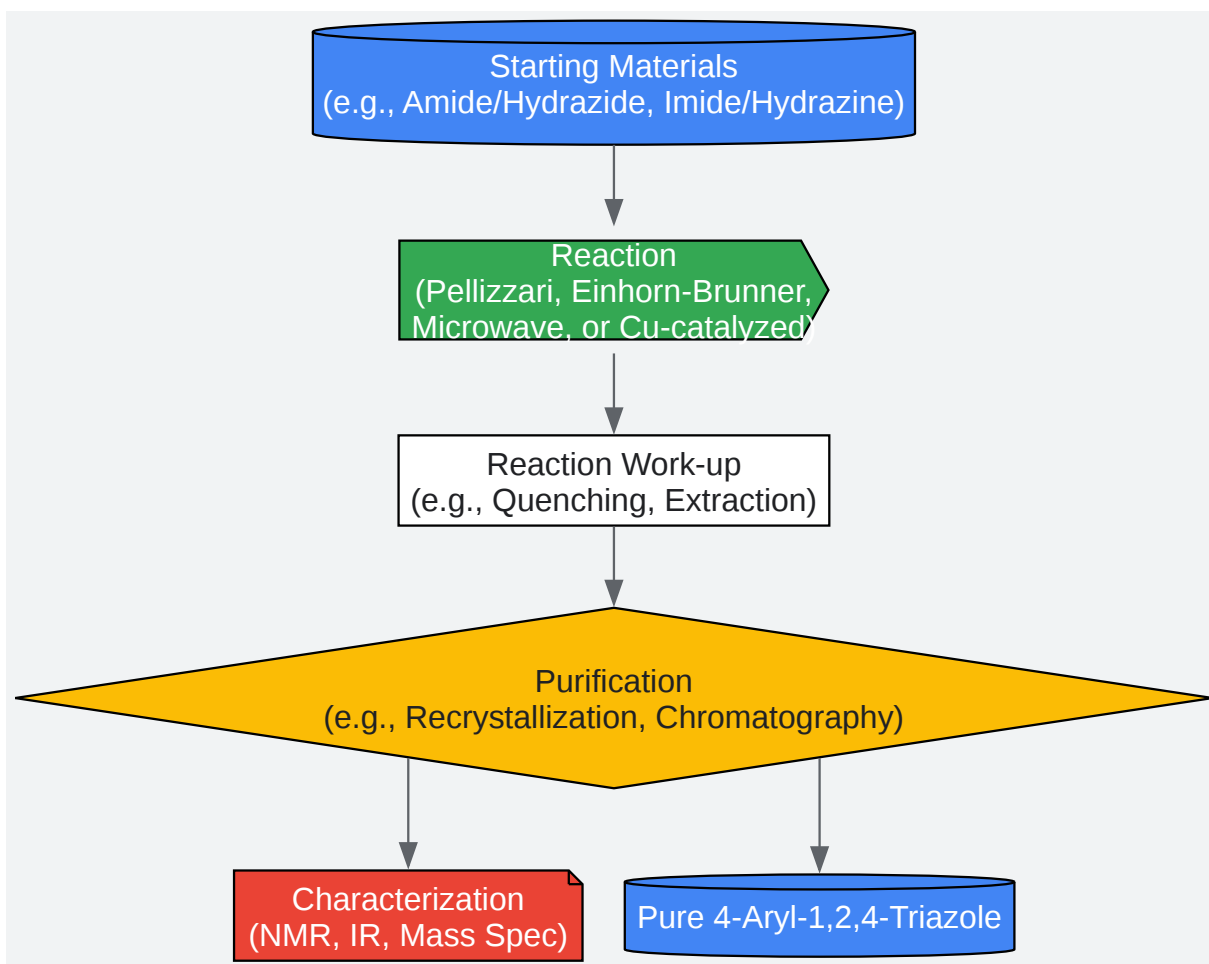 Starting Materials
(e.g., Amide/Hydrazide, Imide/Hydrazine)
Reaction
(Pellizzari, Einhorn-Brunner,
Microwave, or Cu-catalyzed)
Reaction Work-up
(e.g., Quenching, Extraction)
Purification
(e.g., Recrystallization, Chromatography)
Characterization
(NMR, IR, Mass Spec)
Pure 4-Aryl-1,2,4-Triazole